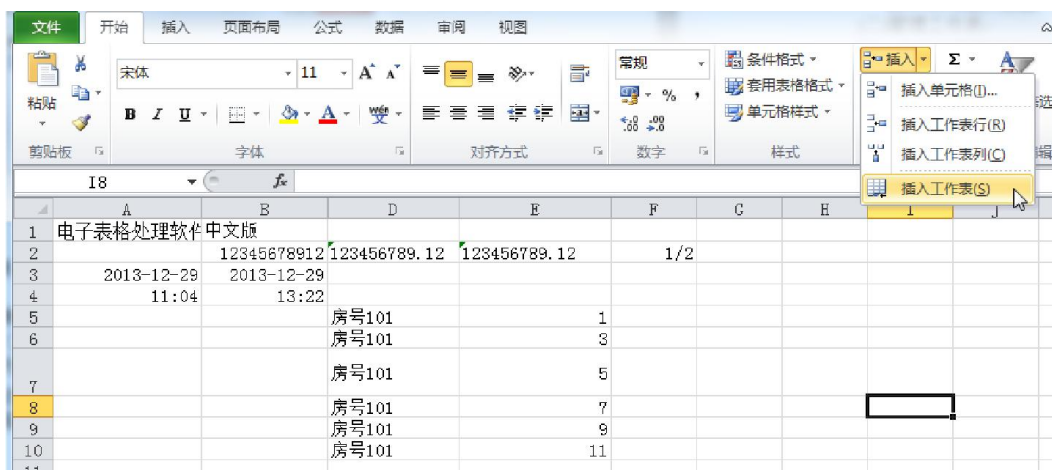 文件 开始 插入 页面布局 公式 数据 审阅 视图
宋体 11 A A 常规 条件格式 插入 Σ
粘贴 套用表格格式 插入单元格(I)...
B I U A wén 变 % , .00 .0 单元格样式 插入工作表行(R)
剪贴板 字体 对齐方式 数字 样式 插入工作表列(C)
I8 fx 插入工作表(S)
A B D E F G H I J
1 电子表格处理软件 中文版
2 12345678912 123456789.12 123456789.12 1/2
3 2013-12-29 2013-12-29
4 11:04 13:22
5 房号101 1
6 房号101 3
7 房号101 5
8 房号101 7
9 房号101 9
10 房号101 11